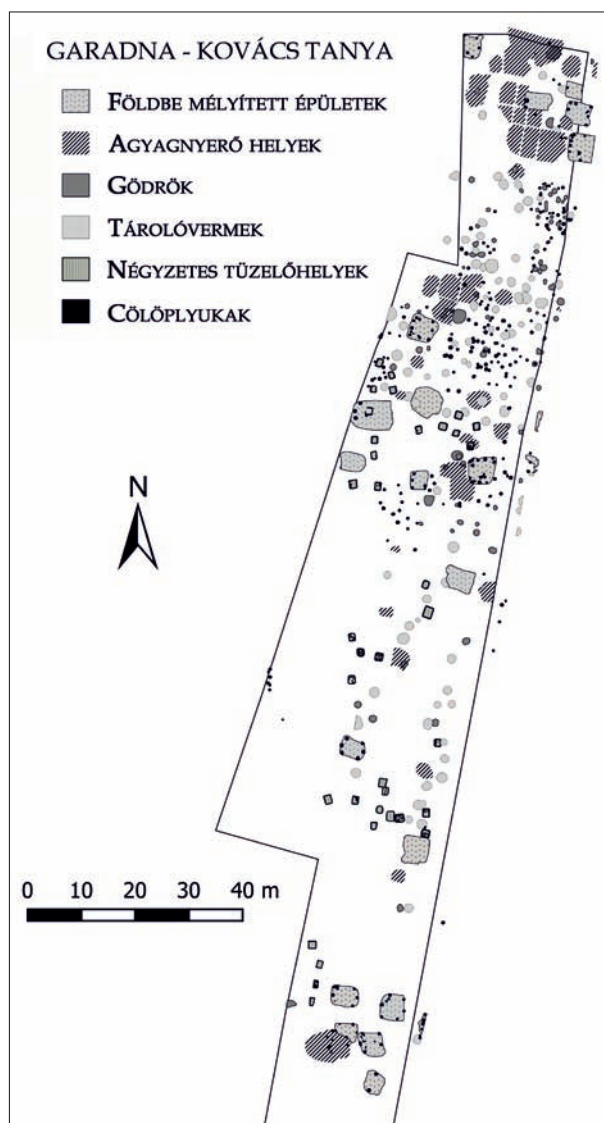 GARADNA - KOVÁCS TANYA
FÖLDBE MÉLYÍTETT ÉPÜLETEK
AGYAGNYERŐ HELYEK
GÖDRÖK
TÁROLÓVERMEK
NÉGYZETES TÜZELŐHELYEK
CÖLÖPLYUKAK
N
0 10 20 30 40 m